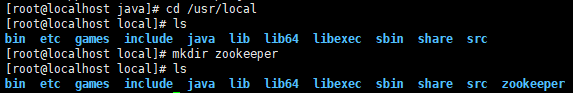 [root@localhost java]# cd /usr/local
[root@localhost local]# ls
bin etc games include java lib lib64 libexec sbin share src
[root@localhost local]# mkdir zookeeper
[root@localhost local]# ls
bin etc games include java lib lib64 libexec sbin share src zookeeper